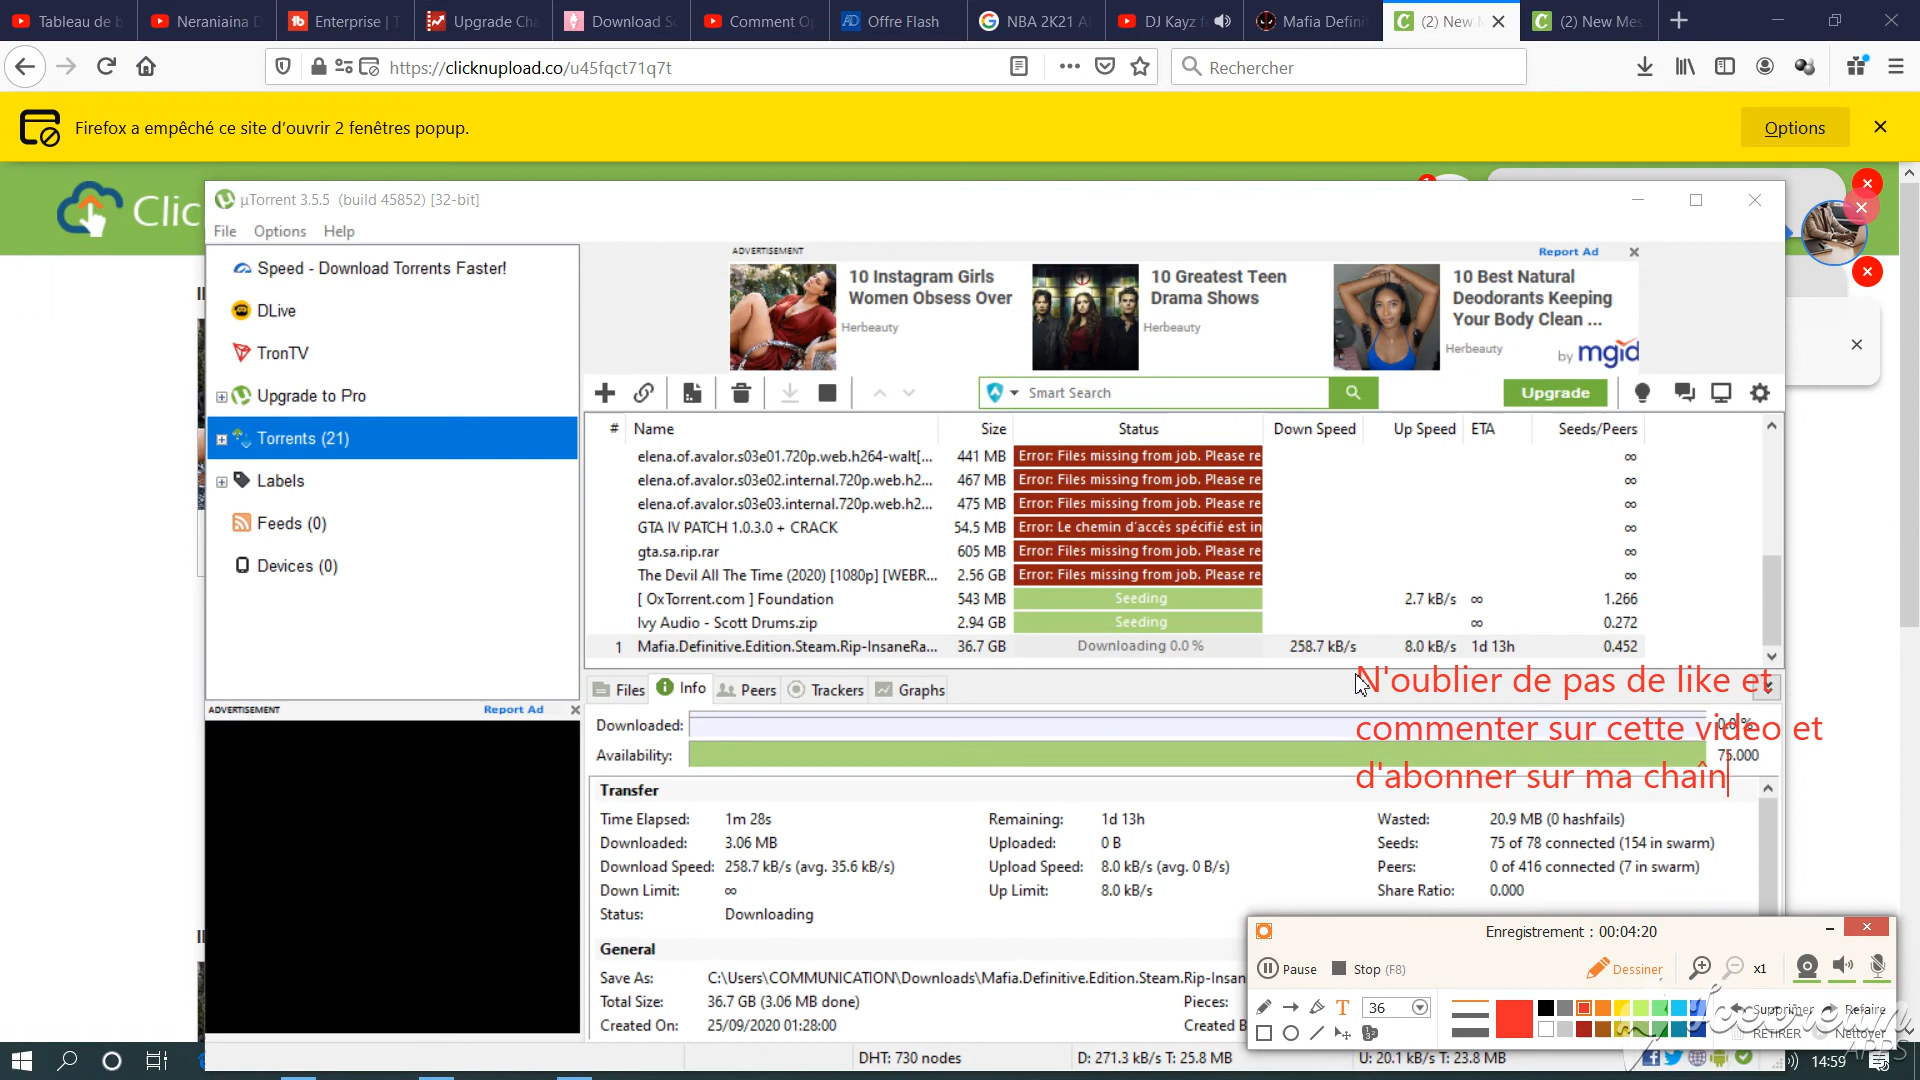 Tableau de b
Neraniaina D
Enterprise | T
Upgrade Cha
Download Sc
Comment Op
Offre Flash
NBA 2K21 A
DJ Kayz f
Mafia Defini
(2) New
(2) New Mes
https://clicknupload.co/u45fqct71q7t
Rechercher
Firefox a empêché ce site d'ouvrir 2 fenêtres popup.
Options
Clic
µTorrent 3.5.5 (build 45852) [32-bit]
File Options Help
Speed - Download Torrents Faster!
DLive
TronTV
Upgrade to Pro
Torrents (21)
Labels
Feeds (0)
Devices (0)
ADVERTISEMENT Report Ad
ADVERTISEMENT Report Ad
10 Instagram Girls
Women Obsess Over
Herbeauty
10 Greatest Teen
Drama Shows
Herbeauty
10 Best Natural
Deodorants Keeping
Your Body Clean ...
Herbeauty
by mgid
Smart Search
Upgrade
# Name Size Status Down Speed Up Speed ETA Seeds/Peers
elena.of.avalor.s03e01.720p.web.h264-walt[... 441 MB Error: Files missing from job. Please re ∞
elena.of.avalor.s03e02.internal.720p.web.h2... 467 MB Error: Files missing from job. Please re ∞
elena.of.avalor.s03e03.internal.720p.web.h2... 475 MB Error: Files missing from job. Please re ∞
GTA IV PATCH 1.0.3.0 + CRACK 54.5 MB Error: Le chemin d'accès spécifié est in ∞
gta.sa.rip.rar 605 MB Error: Files missing from job. Please re ∞
The Devil All The Time (2020) [1080p] [WEBR... 2.56 GB Error: Files missing from job. Please re ∞
[ OxTorrent.com ] Foundation 543 MB Seeding 2.7 kB/s ∞ 1.266
Ivy Audio - Scott Drums.zip 2.94 GB Seeding ∞ 0.272
1 Mafia.Definitive.Edition.Steam.Rip-InsaneRa... 36.7 GB Downloading 0.0 % 258.7 kB/s 8.0 kB/s 1d 13h 0.452
Files Info Peers Trackers Graphs
N'oublier de pas de like et
commenter sur cette video et
d'abonner sur ma chaîn
Downloaded: 0.0 %
Availability: 75.000
Transfer
Time Elapsed: 1m 28s Remaining: 1d 13h Wasted: 20.9 MB (0 hashfails)
Downloaded: 3.06 MB Uploaded: 0 B Seeds: 75 of 78 connected (154 in swarm)
Download Speed: 258.7 kB/s (avg. 35.6 kB/s) Upload Speed: 8.0 kB/s (avg. 0 B/s) Peers: 0 of 416 connected (7 in swarm)
Down Limit: ∞ Up Limit: 8.0 kB/s Share Ratio: 0.000
Status: Downloading
General
Save As: C:\Users\COMMUNICATION\Downloads\Mafia.Definitive.Edition.Steam.Rip-Insan
Total Size: 36.7 GB (3.06 MB done) Pieces:
Created On: 25/09/2020 01:28:00 Created B
DHT: 730 nodes D: 271.3 kB/s T: 25.8 MB U: 20.1 kB/s T: 23.8 MB
Enregistrement : 00:04:20
Pause Stop (F8) Dessiner x1
T 36
Supprimer Refaire
RÉTIRER Nettoyer
Icecream
APPS
14:59